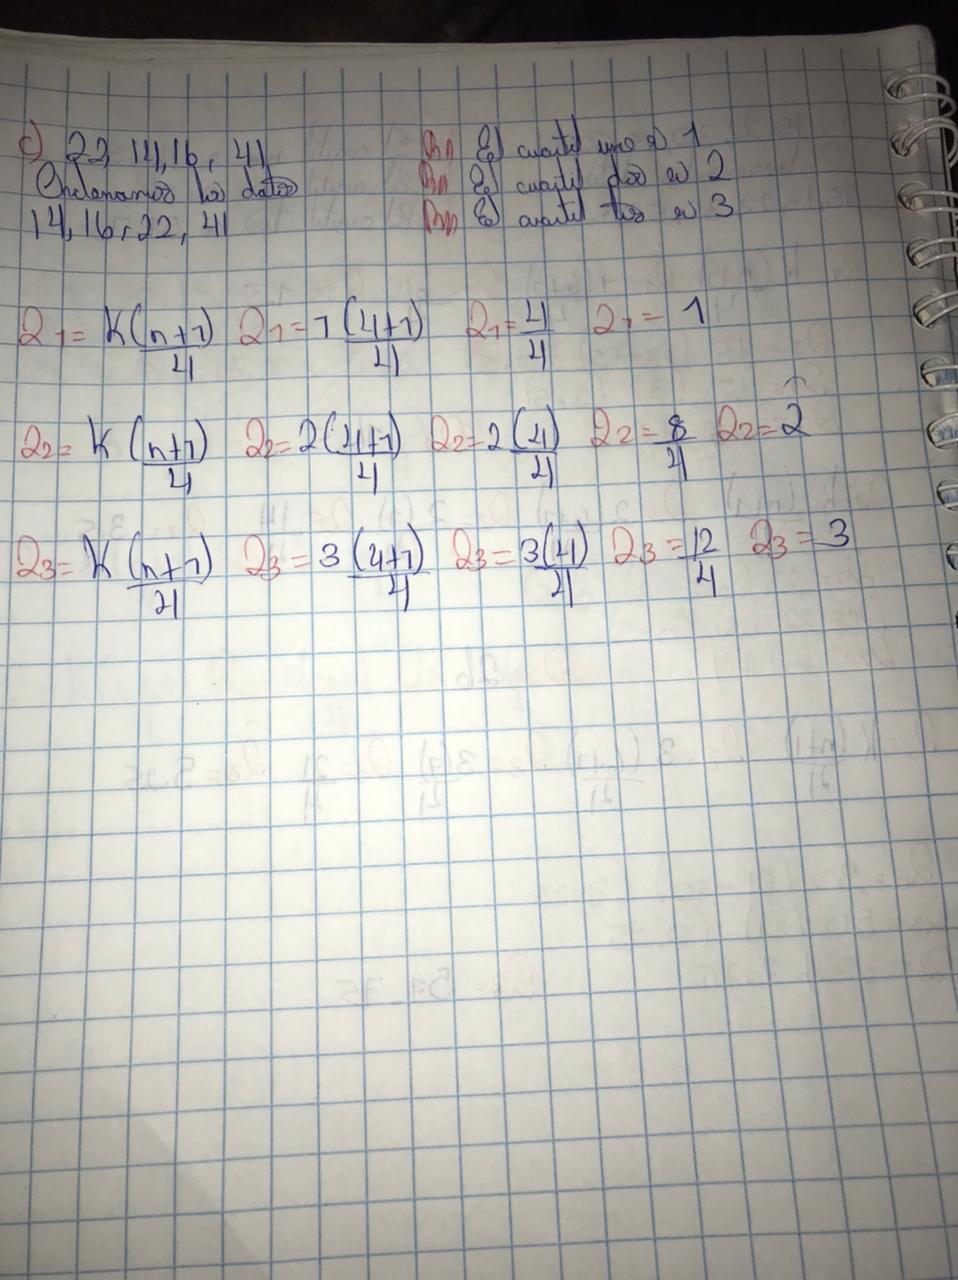 c) 22, 14, 16, 41
Ordenamos los datos
14, 16, 22, 41
R// El cuartil uno es 1
R// El cuartil dos es 2
R// El cuartil tres es 3
Q1 = K(n+1)/4 Q1 = 1(4+1)/4 Q1 = 4/4 Q1 = 1
Q2 = K(n+1)/4 Q2 = 2(4+1)/4 Q2 = 2(4)/4 Q2 = 8/4 Q2 = 2
Q3 = K(n+1)/4 Q3 = 3(4+1)/4 Q3 = 3(4)/4 Q3 = 12/4 Q3 = 3